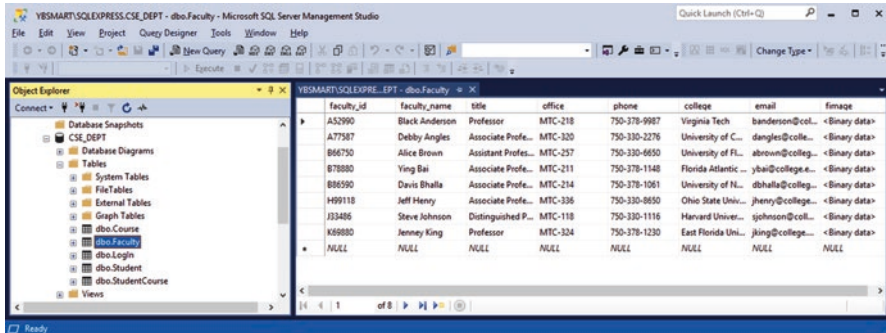 YBSMART\SQLEXPRESS.CSE_DEPT - dbo.Faculty - Microsoft SQL Server Management Studio
Quick Launch (Ctrl+Q)
File Edit View Project Query Designer Tools Window Help
New Query
Change Type
Execute
Object Explorer
YBSMART\SQLEXPRE...EPT - dbo.Faculty
Connect
Database Snapshots
CSE_DEPT
Database Diagrams
Tables
System Tables
FileTables
External Tables
Graph Tables
dbo.Course
dbo.Faculty
dbo.LogIn
dbo.Student
dbo.StudentCourse
Views
faculty_id faculty_name title office phone college email fimage
A52990 Black Anderson Professor MTC-218 750-378-9987 Virginia Tech banderson@col... <Binary data>
A77587 Debby Angles Associate Profe... MTC-320 750-330-2276 University of C... dangles@colle... <Binary data>
B66750 Alice Brown Assistant Profes... MTC-257 750-330-6650 University of Fl... abrown@colleg... <Binary data>
B78880 Ying Bai Associate Profe... MTC-211 750-378-1148 Florida Atlantic ... ybai@college.e... <Binary data>
B86590 Davis Bhalla Associate Profe... MTC-214 750-378-1061 University of N... dbhalla@colleg... <Binary data>
H99118 Jeff Henry Associate Profe... MTC-336 750-330-8650 Ohio State Univ... jhenry@college... <Binary data>
J33486 Steve Johnson Distinguished P... MTC-118 750-330-1116 Harvard Univer... sjohnson@coll... <Binary data>
K69880 Jenney King Professor MTC-324 750-378-1230 East Florida Uni... jking@college.... <Binary data>
NULL NULL NULL NULL NULL NULL NULL NULL
1 of 8
Ready